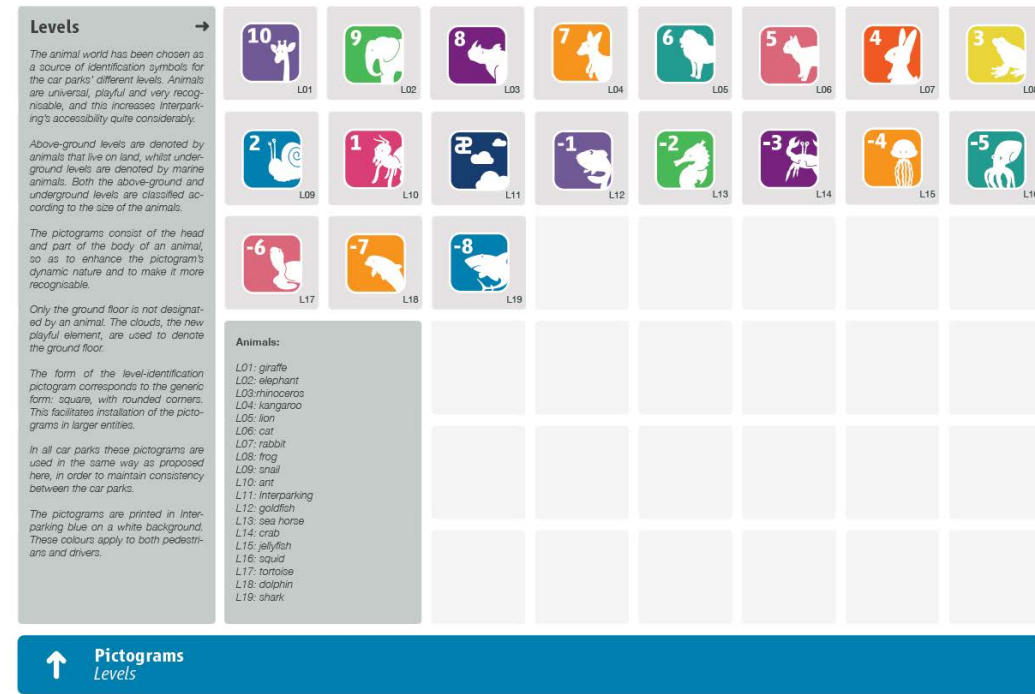 Levels →
The animal world has been chosen as
a source of identification symbols for
the car parks' different levels. Animals
are universal, playful and very recog-
nisable, and this increases Interpark-
ing's accessibility quite considerably.
Above-ground levels are denoted by
animals that live on land, whilst under-
ground levels are denoted by marine
animals. Both the above-ground and
underground levels are classified ac-
cording to the size of the animals.
The pictograms consist of the head
and part of the body of an animal,
so as to enhance the pictogram's
dynamic nature and to make it more
recognisable.
Only the ground floor is not designat-
ed by an animal. The clouds, the new
playful element, are used to denote
the ground floor.
The form of the level-identification
pictogram corresponds to the generic
form: square, with rounded corners.
This facilitates installation of the picto-
grams in larger entities.
In all car parks these pictograms are
used in the same way as proposed
here, in order to maintain consistency
between the car parks.
The pictograms are printed in Inter-
parking blue on a white background.
These colours apply to both pedestri-
ans and drivers.
10 9 8 7 6 5 4 3
L01 L02 L03 L04 L05 L06 L07 L08
2 1 -1 -2 -3 -4 -5
L09 L10 L11 L12 L13 L14 L15 L16
-6 -7 -8
L17 L18 L19
Animals:
L01: giraffe
L02: elephant
L03:rhinoceros
L04: kangaroo
L05: lion
L06: cat
L07: rabbit
L08: frog
L09: snail
L10: ant
L11: Interparking
L12: goldfish
L13: sea horse
L14: crab
L15: jellyfish
L16: squid
L17: tortoise
L18: dolphin
L19: shark
Pictograms
Levels